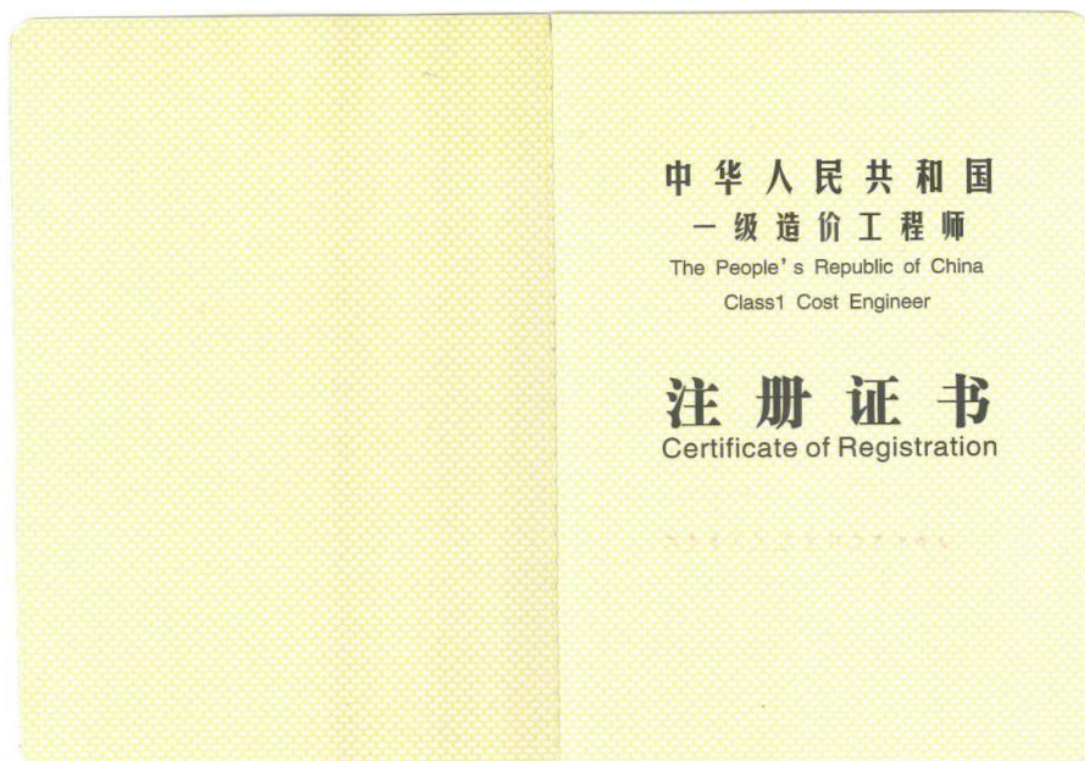 中华人民共和国
一级造价工程师
The People's Republic of China
Class1 Cost Engineer
注册证书
Certificate of Registration